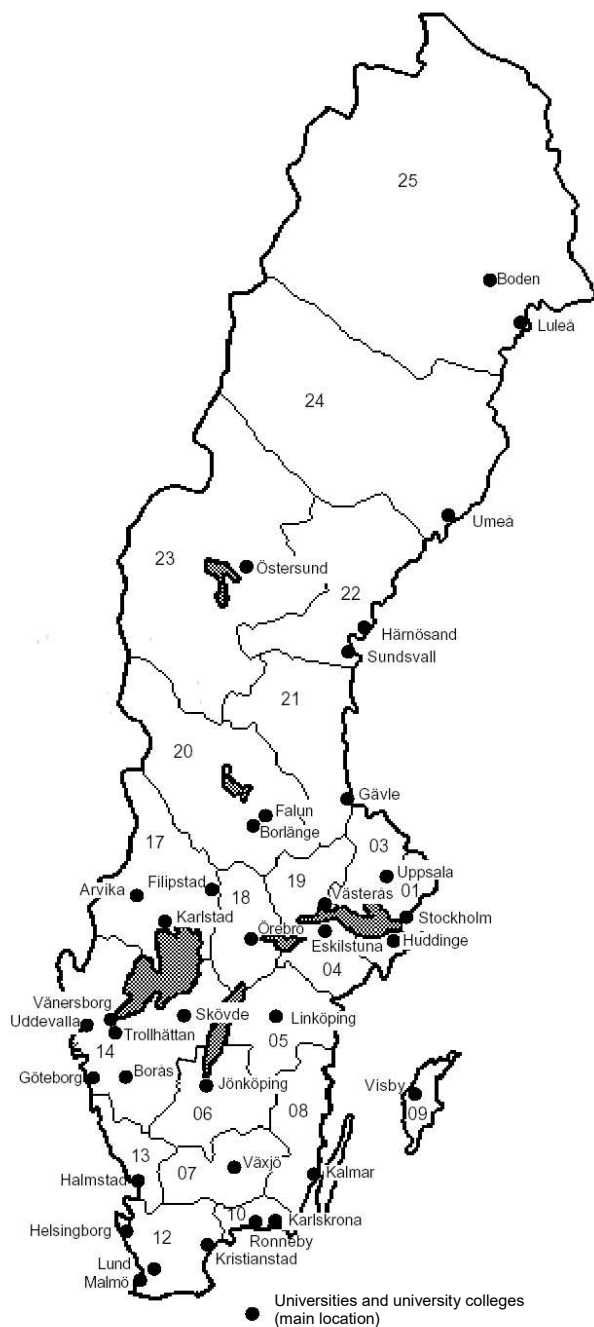 25
Boden
Luleå
24
Umeå
23
Östersund
22
Härnösand
Sundsvall
21
20
Gävle
Falun
Borlänge
17
03
19
Uppsala
Filipstad
Arvika
Västerås
01
18
Karlstad
Stockholm
Örebro
Huddinge
Eskilstuna
04
Vänersborg
Skövde
Linköping
Uddevalla
Trollhättan
05
14
Göteborg
Borås
Jönköping
Visby
08
09
06
13
07
Växjö
Kalmar
Halmstad
10
Karlskrona
Helsingborg
Ronneby
12
Kristianstad
Lund
Malmö
Universities and university colleges
(main location)